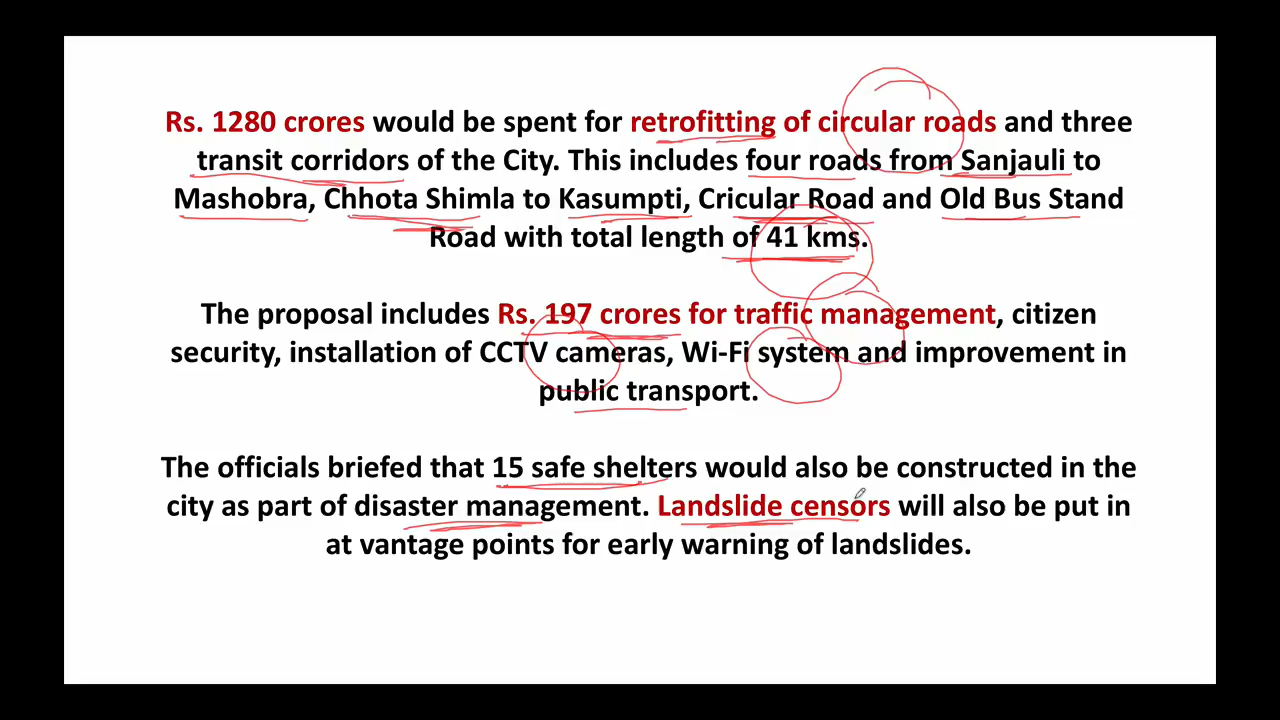 Rs. 1280 crores would be spent for retrofitting of circular roads and three
transit corridors of the City. This includes four roads from Sanjauli to
Mashobra, Chhota Shimla to Kasumpti, Cricular Road and Old Bus Stand
Road with total length of 41 kms.
The proposal includes Rs. 197 crores for traffic management, citizen
security, installation of CCTV cameras, Wi-Fi system and improvement in
public transport.
The officials briefed that 15 safe shelters would also be constructed in the
city as part of disaster management. Landslide censors will also be put in
at vantage points for early warning of landslides.